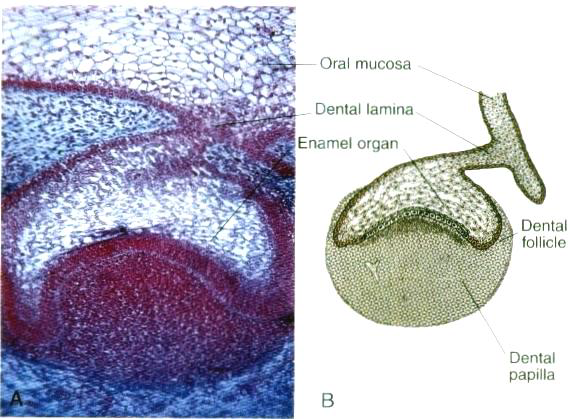 Oral mucosa
Dental lamina
Enamel organ
Dental
follicle
Dental
papilla
A
B